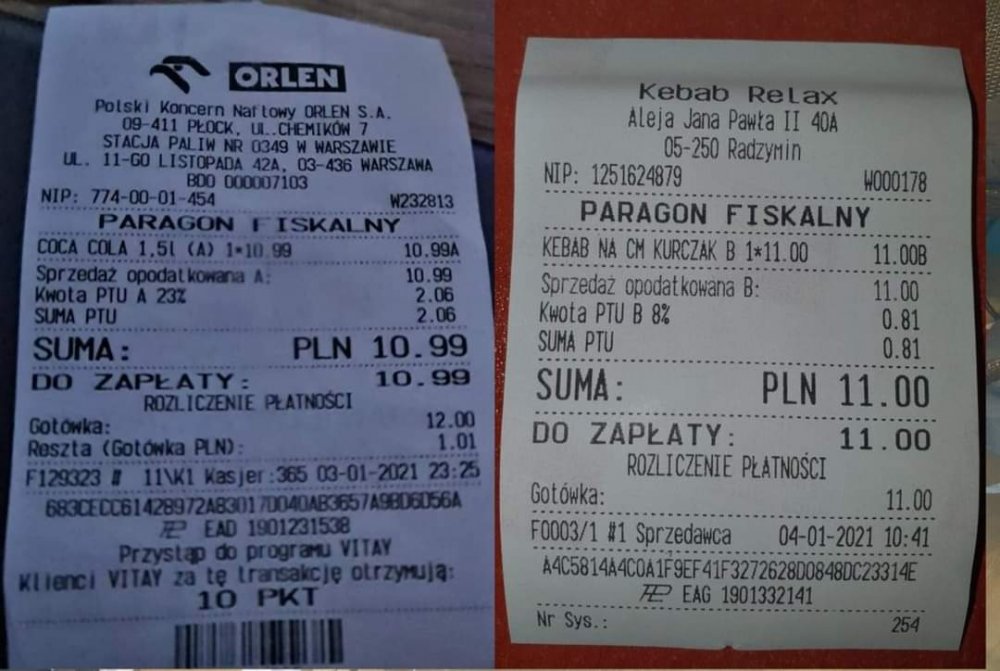 ORLEN
Polski Koncern Naftowy ORLEN S.A.
09-411 PŁOCK, UL.CHEMIKÓW 7
STACJA PALIW NR 0349 W WARSZAWIE
UL. 11-GO LISTOPADA 42A, 03-436 WARSZAWA
BDO 000007103
NIP: 774-00-01-454 W232813
PARAGON FISKALNY
COCA COLA 1,5l (A) 1*10.99 10.99A
Sprzedaż opodatkowana A: 10.99
Kwota PTU A 23% 2.06
SUMA PTU 2.06
SUMA: PLN 10.99
DO ZAPŁATY: 10.99
ROZLICZENIE PŁATNOŚCI
Gotówka: 12.00
Reszta (Gotówka PLN): 1.01
F129323 # 11\K1 Kasjer:365 03-01-2021 23:25
683CECC61428972A83017D040AB3657A9BD6D56A
EAD 1901231538
Przystąp do programu VITAY
Klienci VITAY za tę transakcję otrzymują:
10 PKT
Kebab Relax
Aleja Jana Pawła II 40A
05-250 Radzymin
NIP: 1251624879 W000178
PARAGON FISKALNY
KEBAB NA CM KURCZAK B 1*11.00 11.00B
Sprzedaż opodatkowana B: 11.00
Kwota PTU B 8% 0.81
SUMA PTU 0.81
SUMA: PLN 11.00
DO ZAPŁATY: 11.00
ROZLICZENIE PŁATNOŚCI
Gotówka: 11.00
F0003/1 #1 Sprzedawca 04-01-2021 10:41
A4C5814A4C0A1F9EF41F3272628D0848DC23314E
EAG 1901332141
Nr Sys.: 254